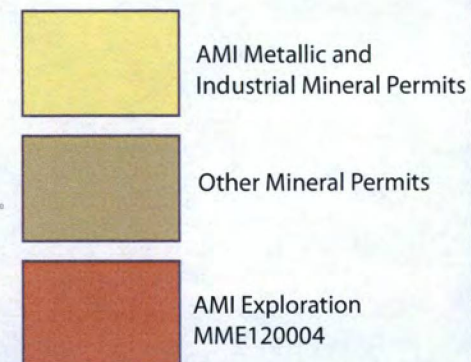 AMI Metallic and
Industrial Mineral Permits
Other Mineral Permits
AMI Exploration
MME120004